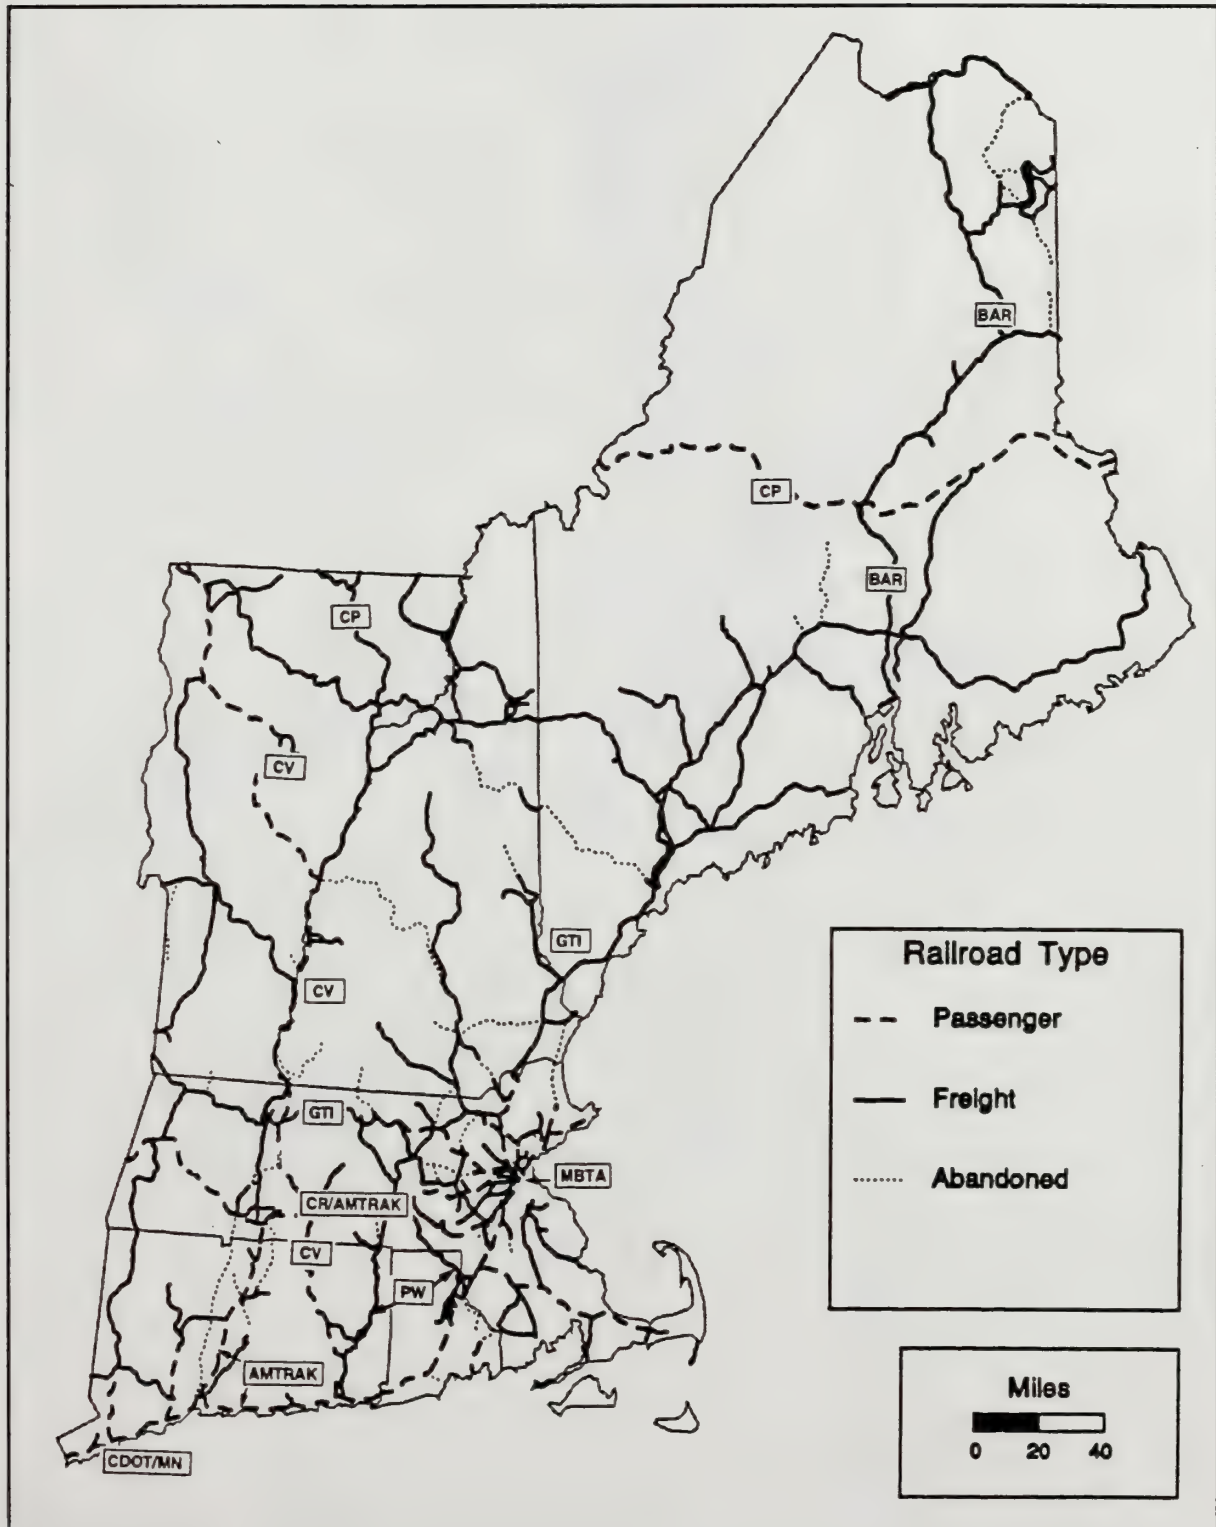 BAR
CP
BAR
CP
CV
GTI
CV
GTI
MBTA
CR/AMTRAK
CV
PW
AMTRAK
CDOT/MN
Railroad Type
Passenger
Freight
Abandoned
Miles
0 20 40